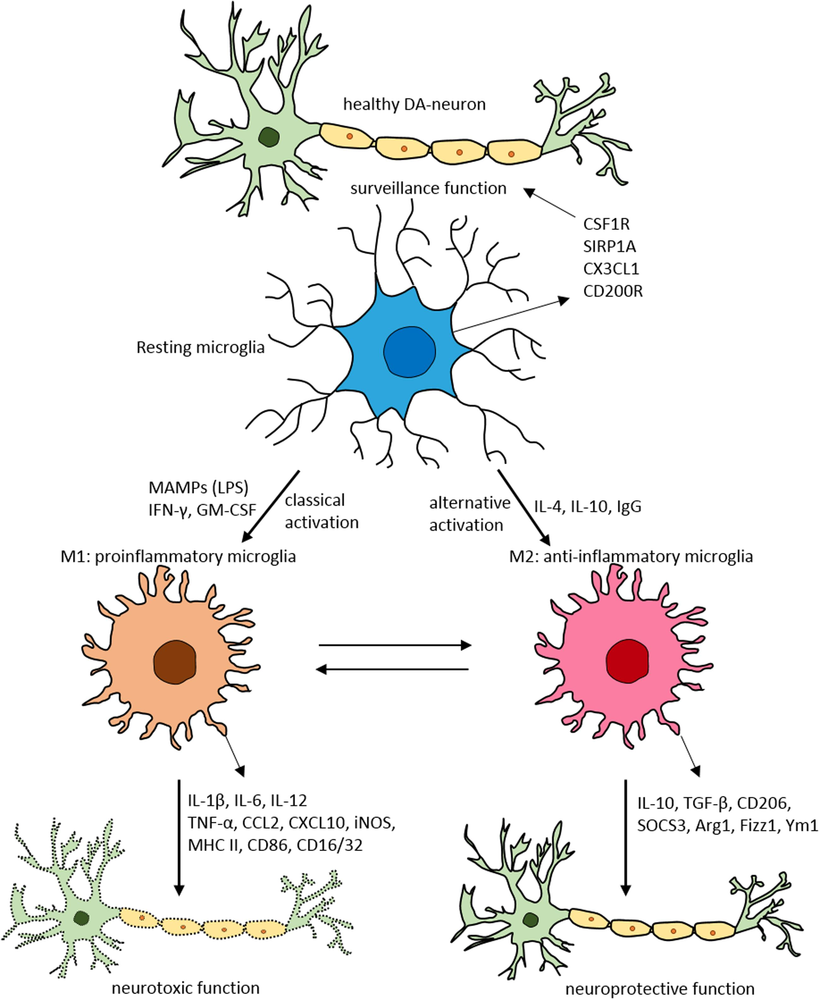 healthy DA-neuron
surveillance function
CSF1R
SIRP1A
CX3CL1
CD200R
Resting microglia
MAMPs (LPS)
IFN-γ, GM-CSF
classical
activation
alternative
activation
IL-4, IL-10, IgG
M1: proinflammatory microglia
M2: anti-inflammatory microglia
IL-1β, IL-6, IL-12
TNF-α, CCL2, CXCL10, iNOS,
MHC II, CD86, CD16/32
IL-10, TGF-β, CD206,
SOCS3, Arg1, Fizz1, Ym1
neurotoxic function
neuroprotective function